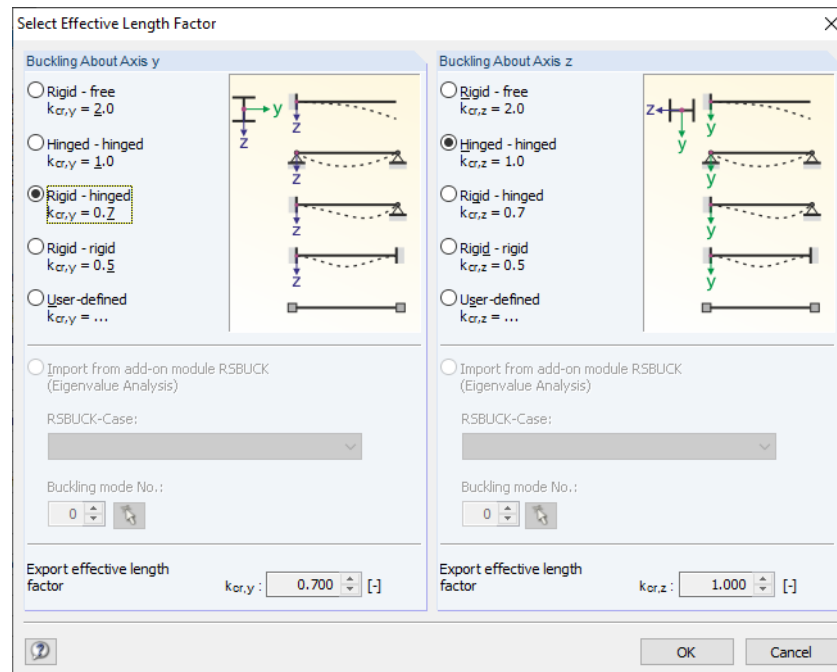 Select Effective Length Factor
Buckling About Axis y
Rigid - free
kcr,y = 2.0
Hinged - hinged
kcr,y = 1.0
Rigid - hinged
kcr,y = 0.7
Rigid - rigid
kcr,y = 0.5
User-defined
kcr,y = ...
y
z
z
z
z
z
Import from add-on module RSBUCK
(Eigenvalue Analysis)
RSBUCK-Case:
Buckling mode No.:
0
Export effective length
factor
kcr,y : 0.700 [-]
Buckling About Axis z
Rigid - free
kcr,z = 2.0
Hinged - hinged
kcr,z = 1.0
Rigid - hinged
kcr,z = 0.7
Rigid - rigid
kcr,z = 0.5
User-defined
kcr,z = ...
z
y
y
y
y
y
Import from add-on module RSBUCK
(Eigenvalue Analysis)
RSBUCK-Case:
Buckling mode No.:
0
Export effective length
factor
kcr,z : 1.000 [-]
OK
Cancel